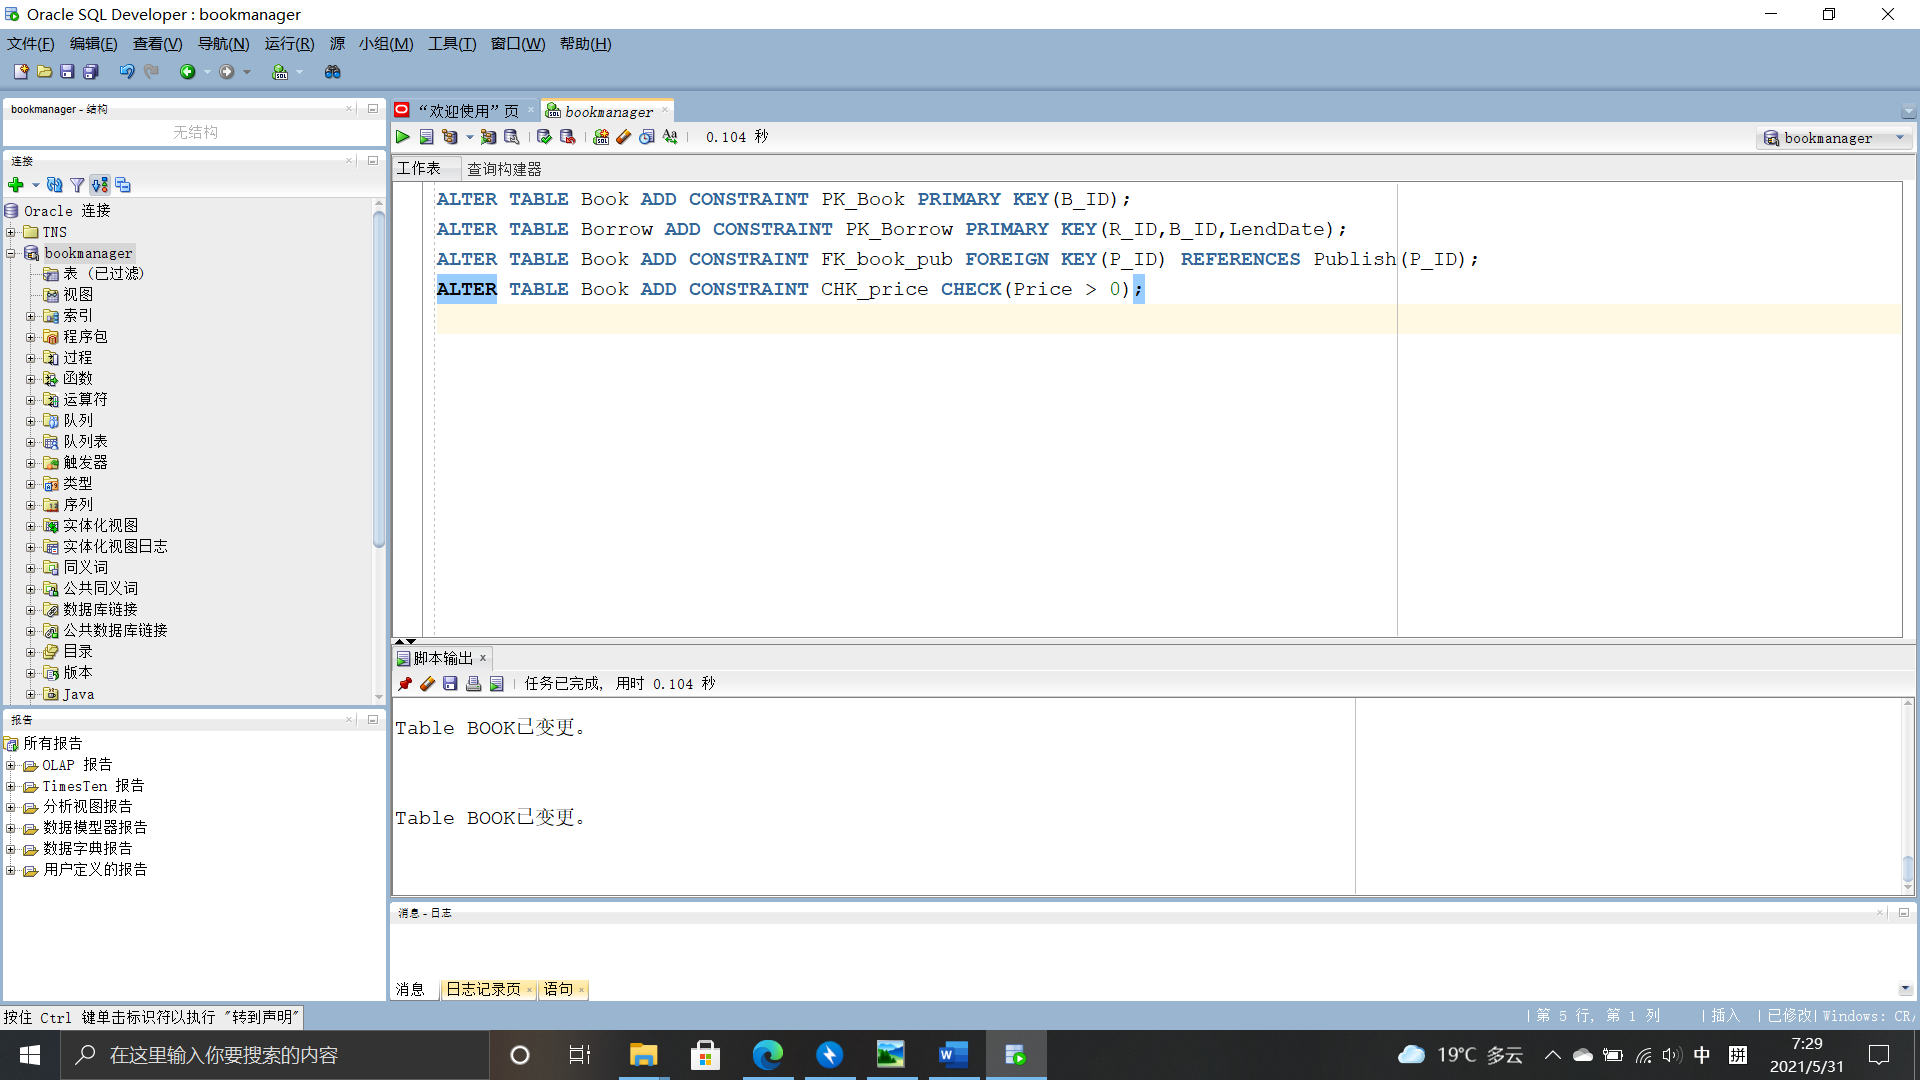 Oracle SQL Developer : bookmanager
文件(F) 编辑(E) 查看(V) 导航(N) 运行(R) 源 小组(M) 工具(T) 窗口(W) 帮助(H)
bookmanager - 结构
无结构
连接
Oracle 连接
TNS
bookmanager
表 (已过滤)
视图
索引
程序包
过程
函数
运算符
队列
队列表
触发器
类型
序列
实体化视图
实体化视图日志
同义词
公共同义词
数据库链接
公共数据库链接
目录
版本
Java
报告
所有报告
OLAP 报告
TimesTen 报告
分析视图报告
数据模型器报告
数据字典报告
用户定义的报告
“欢迎使用”页 bookmanager
0.104 秒
bookmanager
工作表 查询构建器
ALTER TABLE Book ADD CONSTRAINT PK_Book PRIMARY KEY(B_ID);
ALTER TABLE Borrow ADD CONSTRAINT PK_Borrow PRIMARY KEY(R_ID,B_ID,LendDate);
ALTER TABLE Book ADD CONSTRAINT FK_book_pub FOREIGN KEY(P_ID) REFERENCES Publish(P_ID);
ALTER TABLE Book ADD CONSTRAINT CHK_price CHECK(Price > 0);
脚本输出
任务已完成, 用时 0.104 秒
Table BOOK已变更。
Table BOOK已变更。
消息 - 日志
消息 日志记录页 语句
按住 Ctrl 键单击标识符以执行 "转到声明"
第 5 行, 第 1 列 | 插入 | 已修改 | Windows: CR/
在这里输入你要搜索的内容
19°C 多云
中 拼
7:29
2021/5/31